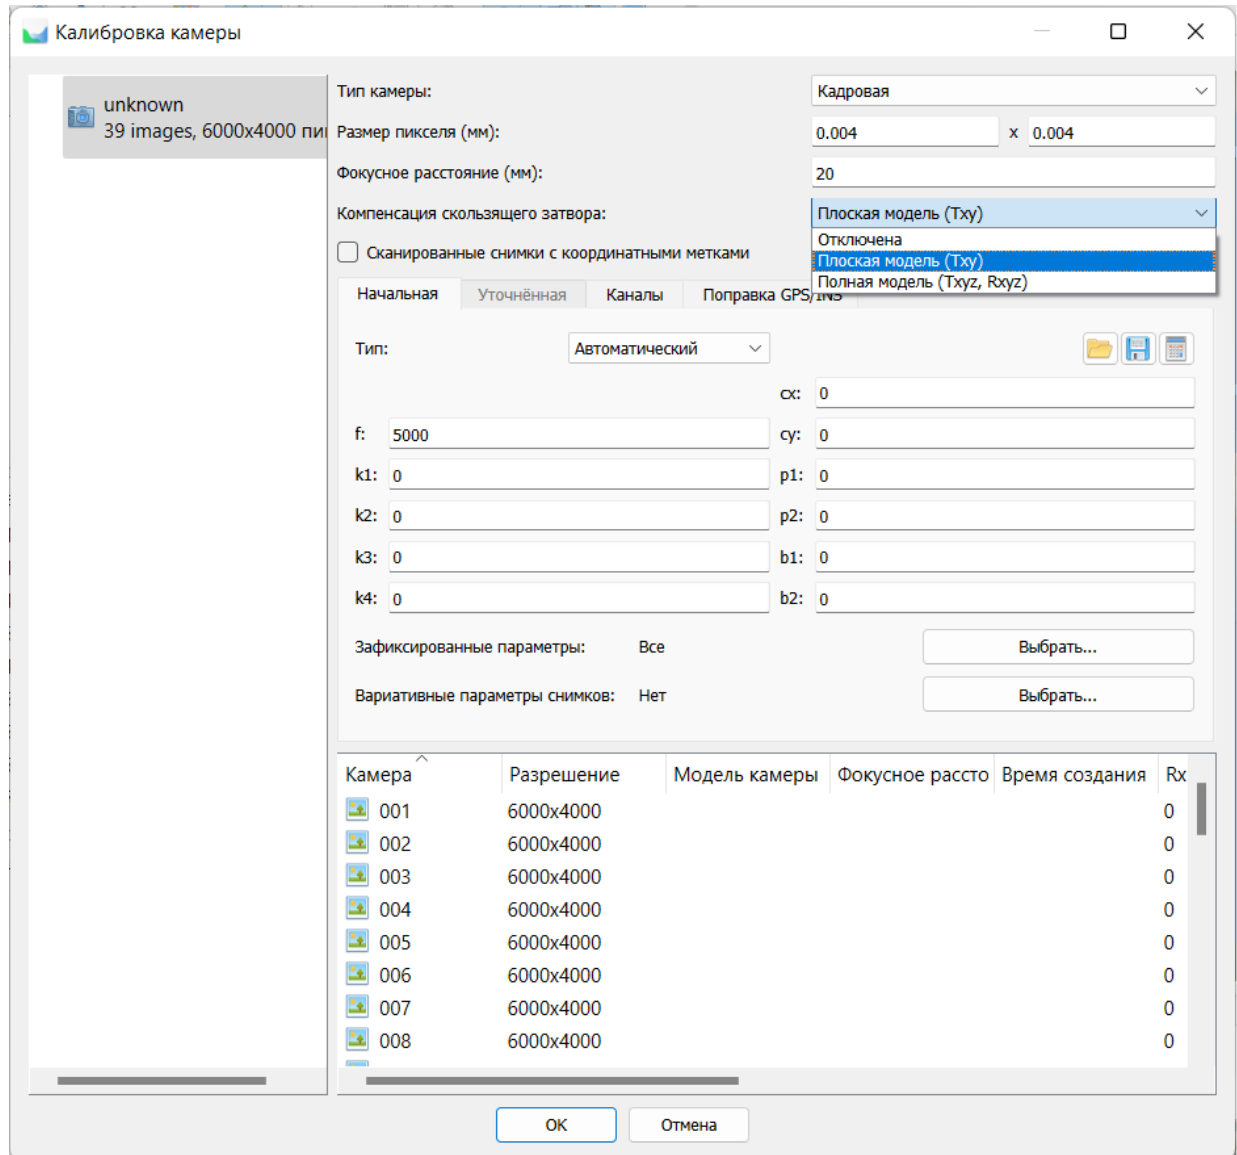 Калибровка камеры
unknown
39 images, 6000x4000 пи
Тип камеры: Кадровая
Размер пикселя (мм): 0.004 x 0.004
Фокусное расстояние (мм): 20
Компенсация скользящего затвора: Плоская модель (Txy)
Отключена
Плоская модель (Txy)
Полная модель (Txyz, Rxyz)
Сканированные снимки с координатными метками
Начальная Уточнённая Каналы Поправка GPS/INS
Тип: Автоматический
cx: 0
f: 5000 cy: 0
k1: 0 p1: 0
k2: 0 p2: 0
k3: 0 b1: 0
k4: 0 b2: 0
Зафиксированные параметры: Все Выбрать...
Вариативные параметры снимков: Нет Выбрать...
Камера Разрешение Модель камеры Фокусное рассто Время создания Rx
001 6000x4000 0
002 6000x4000 0
003 6000x4000 0
004 6000x4000 0
005 6000x4000 0
006 6000x4000 0
007 6000x4000 0
008 6000x4000 0
OK Отмена